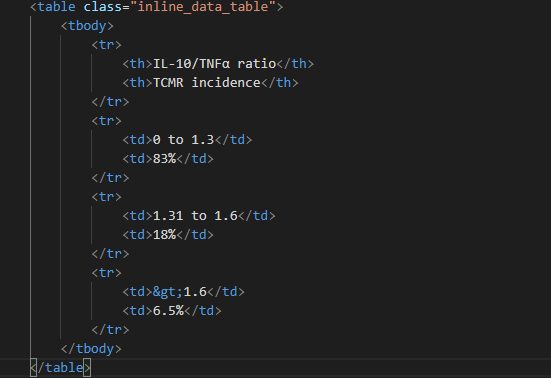 <table class="inline_data_table">
<tbody>
<tr>
<th>IL-10/TNFα ratio</th>
<th>TCMR incidence</th>
</tr>
<tr>
<td>0 to 1.3</td>
<td>83%</td>
</tr>
<tr>
<td>1.31 to 1.6</td>
<td>18%</td>
</tr>
<tr>
<td>&gt;1.6</td>
<td>6.5%</td>
</tr>
</tbody>
</table>